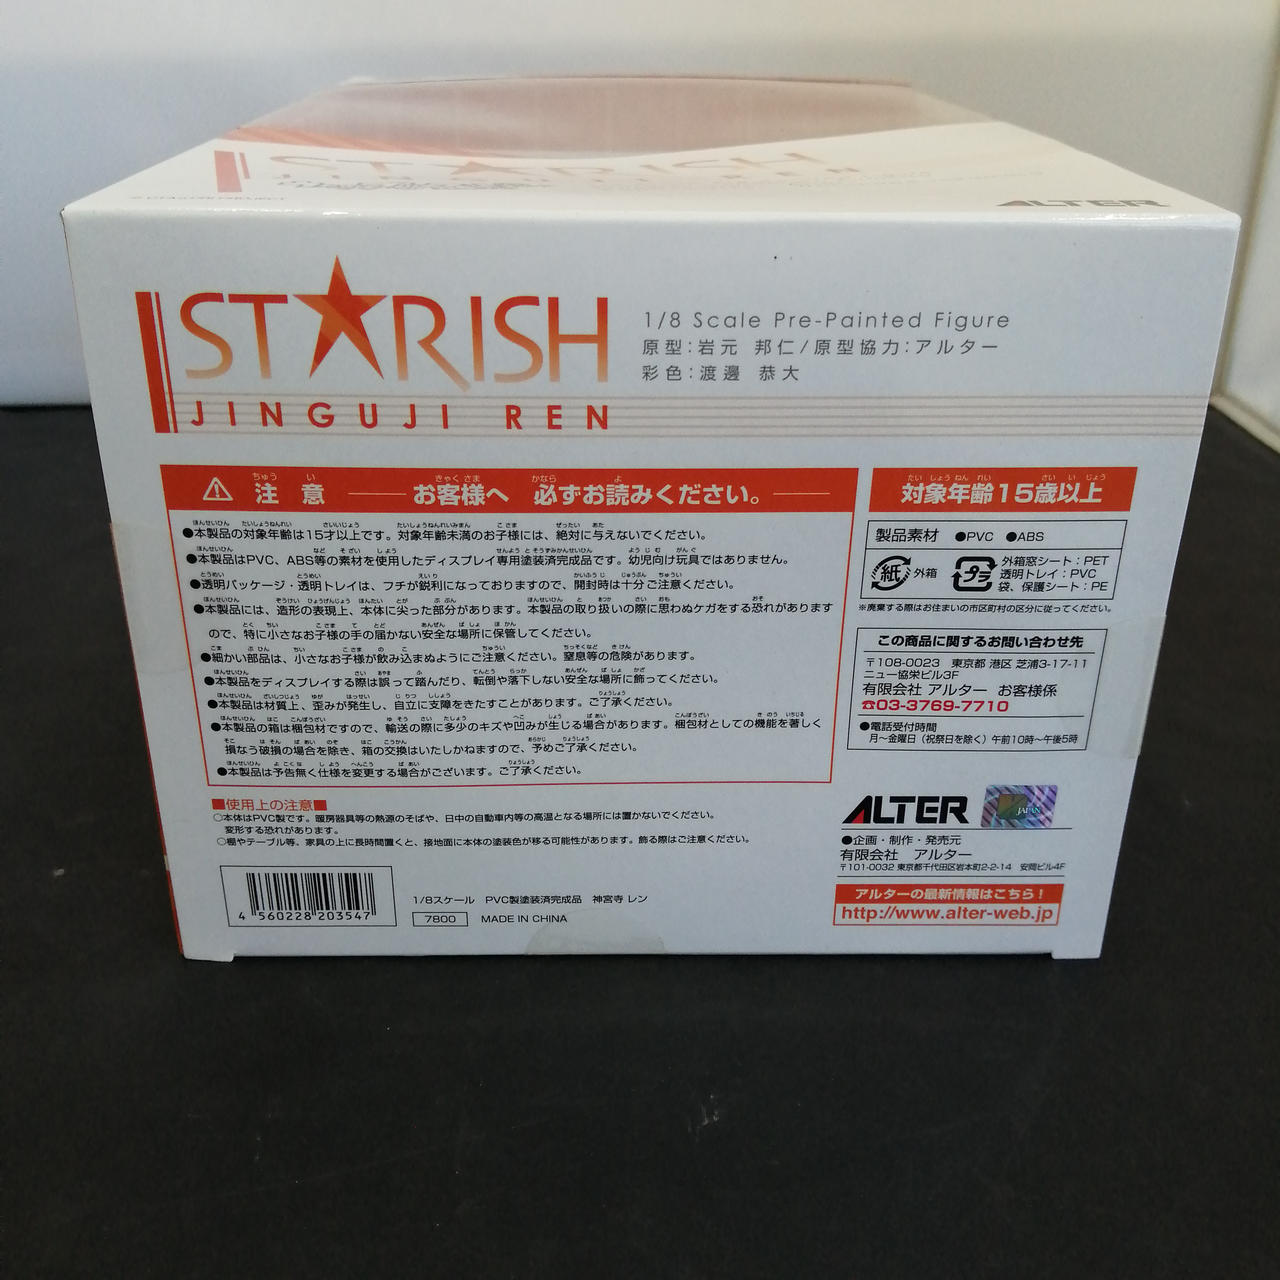 STARISH
JINGUJI REN
ALTER
STARISH
JINGUJI REN
1/8 Scale Pre-Painted Figure
原型:岩元 邦仁/原型協力:アルター
彩色:渡邊 恭大
注意 お客様へ 必ずお読みください。
●本製品の対象年齢は15才以上です。対象年齢未満のお子様には、絶対に与えないでください。
●本製品はPVC、ABS等の素材を使用したディスプレイ専用塗装済完成品です。幼児向け玩具ではありません。
●透明パッケージ・透明トレイは、フチが鋭利になっておりますので、開封時は十分ご注意ください。
●本製品には、造形の表現上、本体に尖った部分があります。本製品の取り扱いの際に思わぬケガをする恐れがあります
ので、特に小さなお子様の手の届かない安全な場所に保管してください。
●細かい部品は、小さなお子様が飲み込まぬようにご注意ください。窒息等の危険があります。
●本製品をディスプレイする際は誤って踏んだり、転倒や落下しない安全な場所に飾ってください。
●本製品は材質上、歪みが発生し、自立に支障をきたすことがあります。ご了承ください。
●本製品の箱は梱包材ですので、輸送の際に多少のキズや凹みが生じる場合があります。梱包材としての機能を著しく
損なう破損の場合を除き、箱の交換はいたしかねますので、予めご了承ください。
●本製品は予告無く仕様を変更する場合がございます。ご了承ください。
■使用上の注意■
○本体はPVC製です。暖房器具等の熱源のそばや、日中の自動車内等の高温となる場所には置かないでください。
変形する恐れがあります。
○棚やテーブル等、家具の上に長時間置くと、接地面に本体の塗装色が移る可能性があります。飾る際はご注意ください。
4 560228 203547
1/8スケール PVC製塗装済完成品 神宮寺 レン
7800 MADE IN CHINA
対象年齢15歳以上
製品素材 ●PVC ●ABS
紙 外箱
プラ 外箱窓シート:PET
透明トレイ:PVC
袋、保護シート:PE
※廃棄する際はお住まいの市区町村の区分に従ってください。
この商品に関するお問い合わせ先
〒108-0023 東京都 港区 芝浦3-17-11
ニュー協栄ビル3F
有限会社 アルター お客様係
☎03-3769-7710
●電話受付時間
月～金曜日(祝祭日を除く)午前10時～午後5時
ALTER
JAPAN
●企画・制作・発売元
有限会社 アルター
〒101-0032 東京都千代田区岩本町2-2-14 安岡ビル4F
アルターの最新情報はこちら!
http://www.alter-web.jp